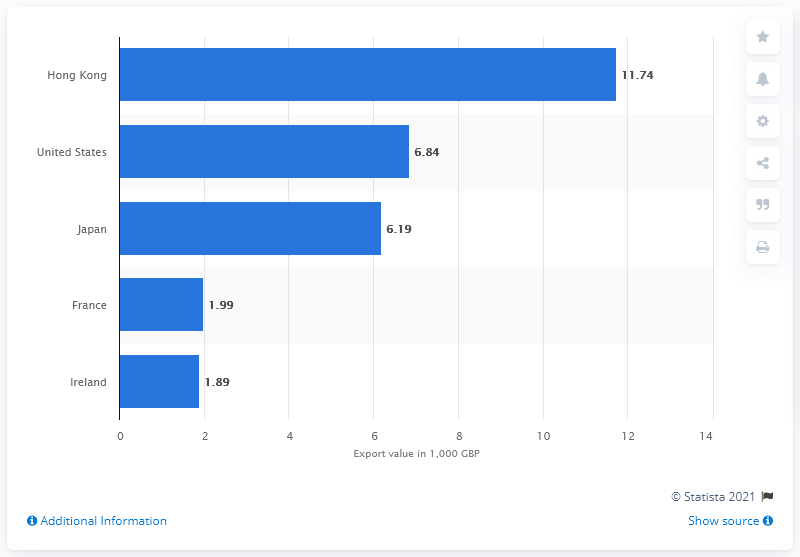 Hong Kong 11.74
United States 6.84
Japan 6.19
France 1.99
Ireland 1.89
0 2 4 6 8 10 12 14
Export value in 1,000 GBP
© Statista 2021
Additional Information Show source